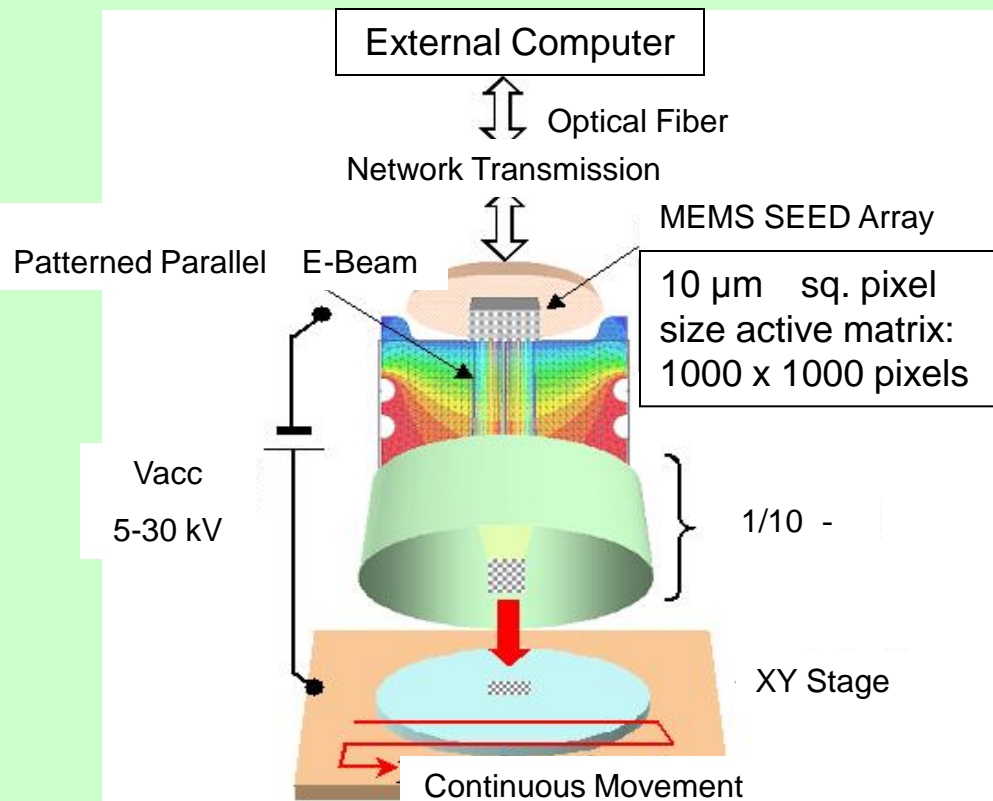 External Computer
Optical Fiber
Network Transmission
MEMS SEED Array
Patterned Parallel E-Beam
10 µm sq. pixel
size active matrix:
1000 x 1000 pixels
Vacc
5-30 kV
1/10 -
XY Stage
Continuous Movement